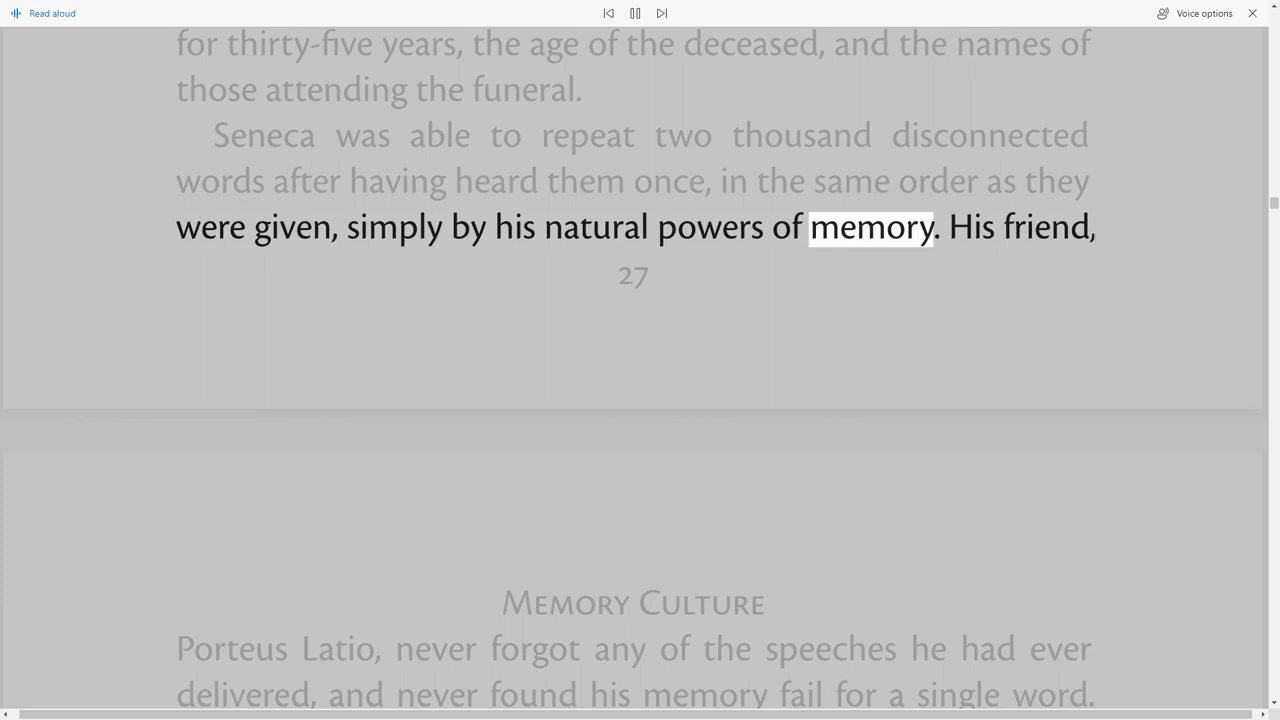 Read aloud
Voice options
for thirty-five years, the age of the deceased, and the names of
those attending the funeral.
Seneca was able to repeat two thousand disconnected
words after having heard them once, in the same order as they
were given, simply by his natural powers of memory. His friend,
27
Memory Culture
Porteus Latio, never forgot any of the speeches he had ever
delivered, and never found his memory fail for a single word.